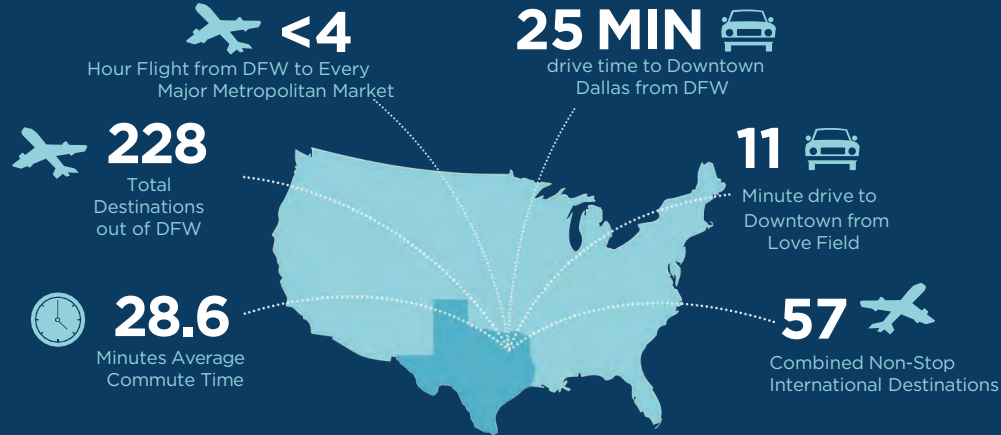 <4
Hour Flight from DFW to Every
Major Metropolitan Market
25 MIN
drive time to Downtown
Dallas from DFW
228
Total
Destinations
out of DFW
11
Minute drive to
Downtown from
Love Field
28.6
Minutes Average
Commute Time
57
Combined Non-Stop
International Destinations